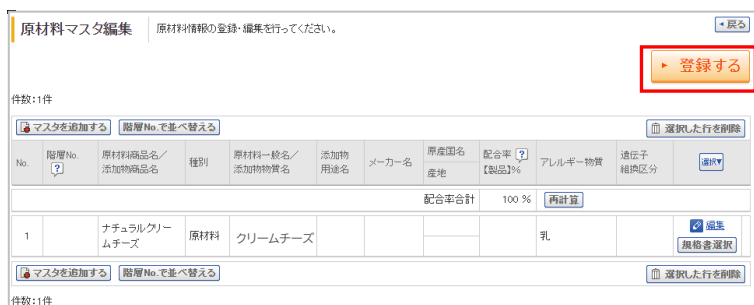 原材料マスタ編集 原材料情報の登録・編集を行ってください。 戻る
登録する
件数:1件
マスタを追加する 階層No.で並べ替える 選択した行を削除
No. 階層No. ? 原材料商品名／添加物商品名 種別 原材料一般名／添加物物質名 添加物用途名 メーカー名 原産国名 産地 配合率 ? 【製品】% アレルギー物質 遺伝子組換区分 選択▼
配合率合計 100 % 再計算
1 ナチュラルクリームチーズ 原材料 クリームチーズ 乳 編集 規格書選択
マスタを追加する 階層No.で並べ替える 選択した行を削除
件数:1件